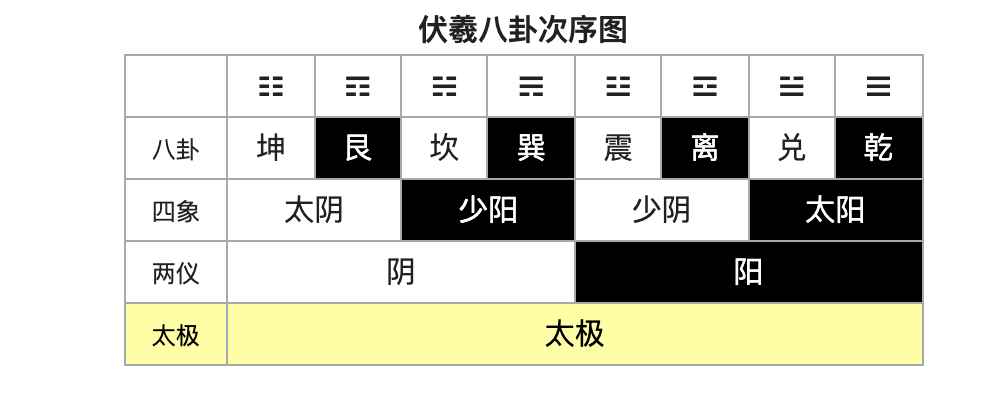 伏羲八卦次序图
☷ ☶ ☵ ☴ ☳ ☲ ☱ ☰
八卦 坤 艮 坎 巽 震 离 兑 乾
四象 太阴 少阳 少阴 太阳
两仪 阴 阳
太极 太极